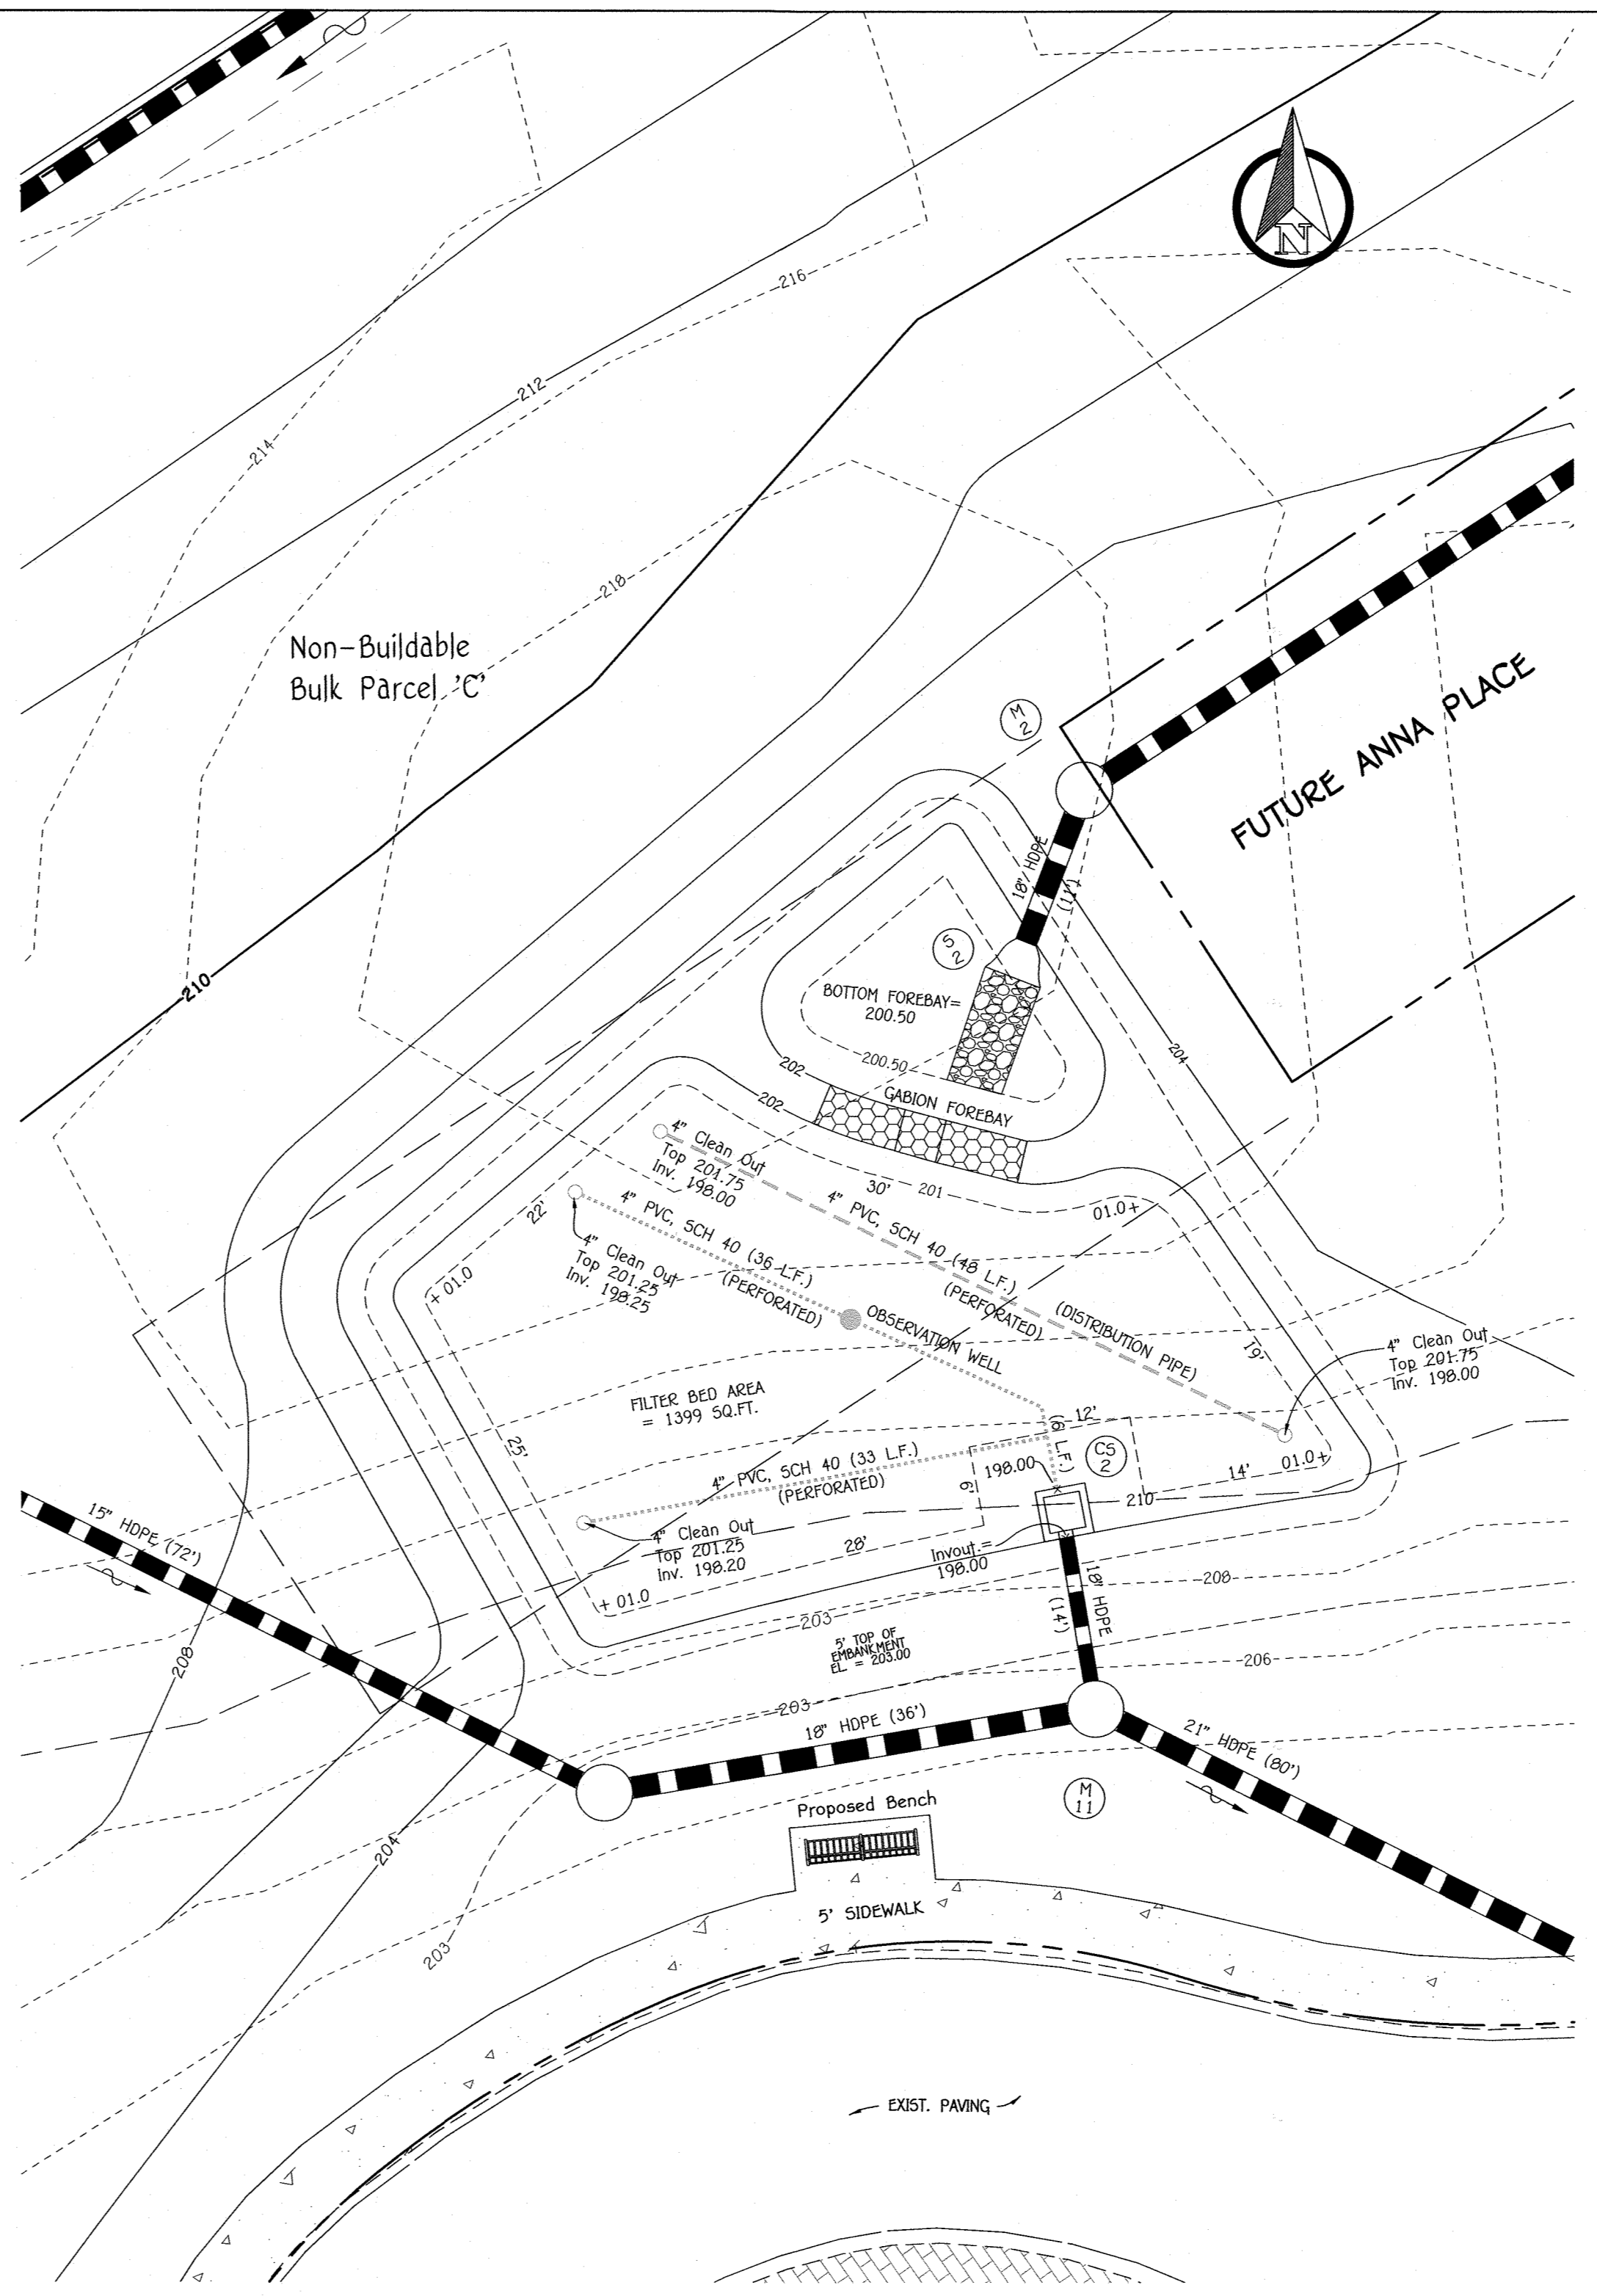 N
216
212
214
218
Non-Buildable
Bulk Parcel 'C'
M
2
FUTURE ANNA PLACE
18" HDPE
(11')
S
2
BOTTOM FOREBAY=
200.50
210
200.50
204
202
GABION FOREBAY
202
4" Clean Out
Top 201.75
Inv. 198.00
30'
201
01.0+
22'
4" PVC, SCH 40 (36 L.F.)
(PERFORATED)
4" PVC, SCH 40 (48 L.F.)
(PERFORATED)
(DISTRIBUTION PIPE)
4" Clean Out
Top 201.25
Inv. 198.25
+ 01.0
OBSERVATION WELL
19'
4" Clean Out
Top 201.75
Inv. 198.00
FILTER BED AREA
= 1399 SQ.FT.
12'
(6 L.F.)
CS
2
25'
4" PVC, SCH 40 (33 L.F.)
(PERFORATED)
198.00
6'
14'
01.0+
210
15" HDPE (72')
4" Clean Out
Top 201.25
Inv. 198.20
28'
Invout =
198.00
+ 01.0
18" HDPE
(14')
208
203
5' TOP OF
EMBANKMENT
EL = 203.00
208
206
203
18" HDPE (36')
21" HDPE (80')
M
11
Proposed Bench
204
5' SIDEWALK
203
EXIST. PAVING